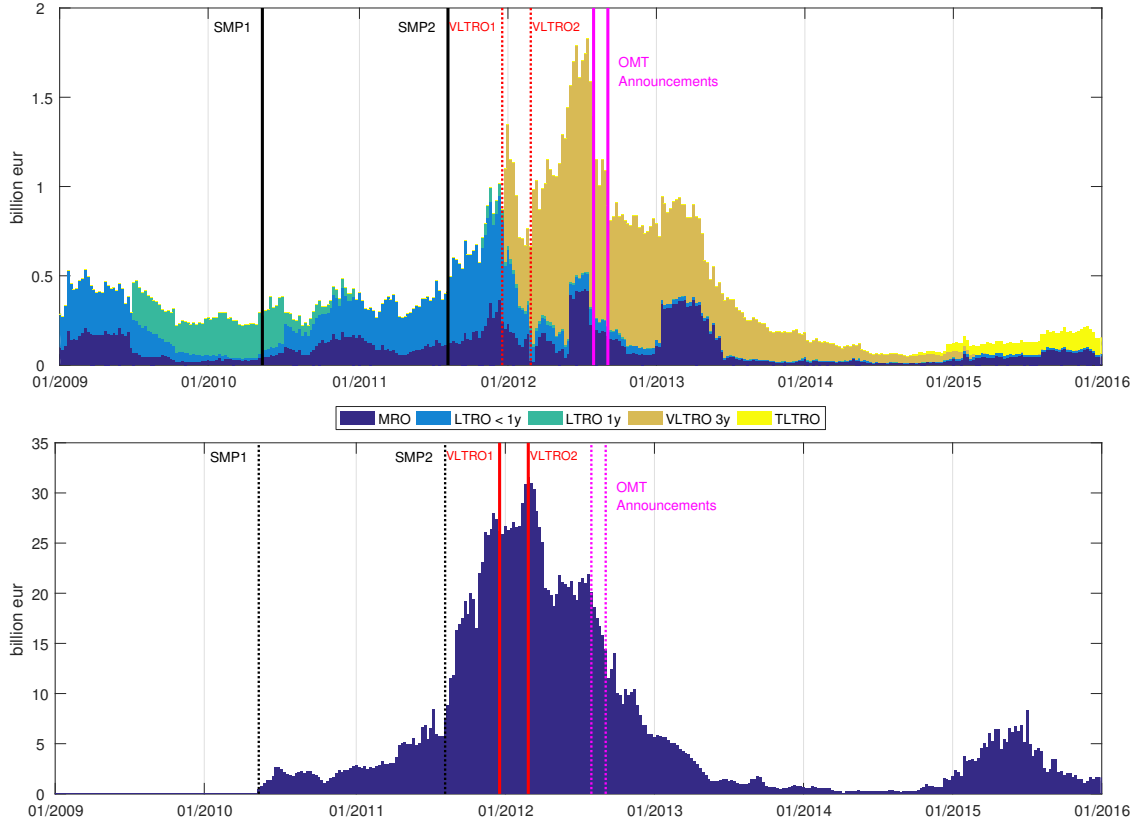 2
SMP1
SMP2
VLTRO1
VLTRO2
OMT
Announcements
1.5
1
0.5
0
billion eur
01/2009
01/2010
01/2011
01/2012
01/2013
01/2014
01/2015
01/2016
MRO
LTRO < 1y
LTRO 1y
VLTRO 3y
TLTRO
35
SMP1
SMP2
VLTRO1
VLTRO2
OMT
Announcements
30
25
20
15
10
5
0
billion eur
01/2009
01/2010
01/2011
01/2012
01/2013
01/2014
01/2015
01/2016